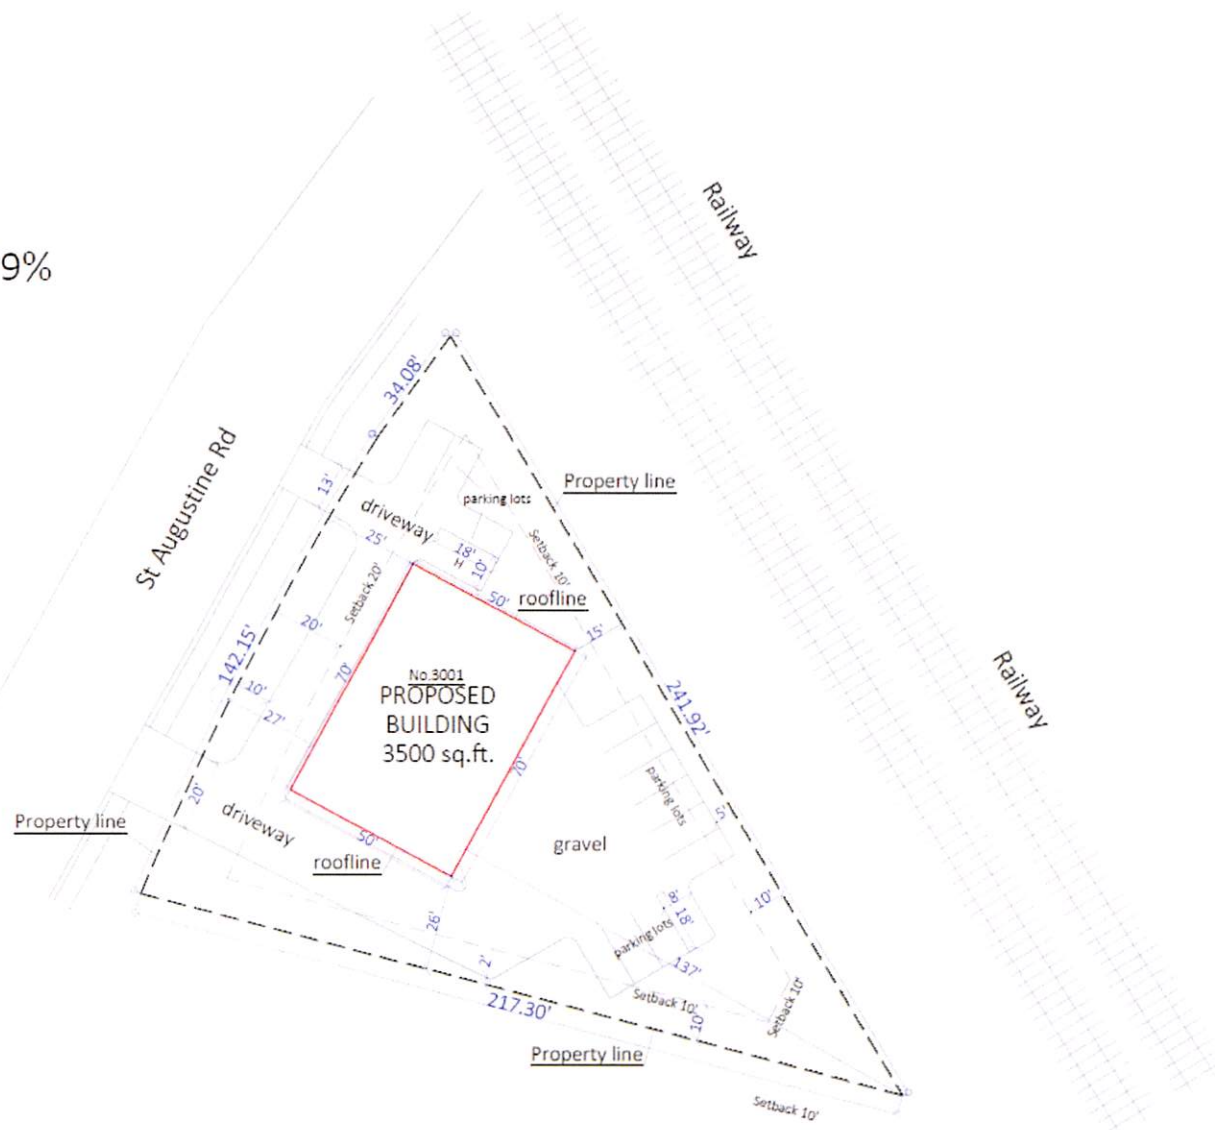 9%
Railway
34.08'
St Augustine Rd
13'
Property line
parking lots
driveway
25'
18'
H
10'
Setback 10'
Setback 20'
50'
roofline
20'
15'
142.15'
70'
No.3001
PROPOSED
BUILDING
3500 sq.ft.
10'
27'
241.92'
Railway
70'
parking lots
20'
driveway
Property line
50'
roofline
gravel
5'
8'
18'
10'
26'
parking lots
2'
137'
217.30'
Setback 10'
10'
Setback 10'
Property line
Setback 10'